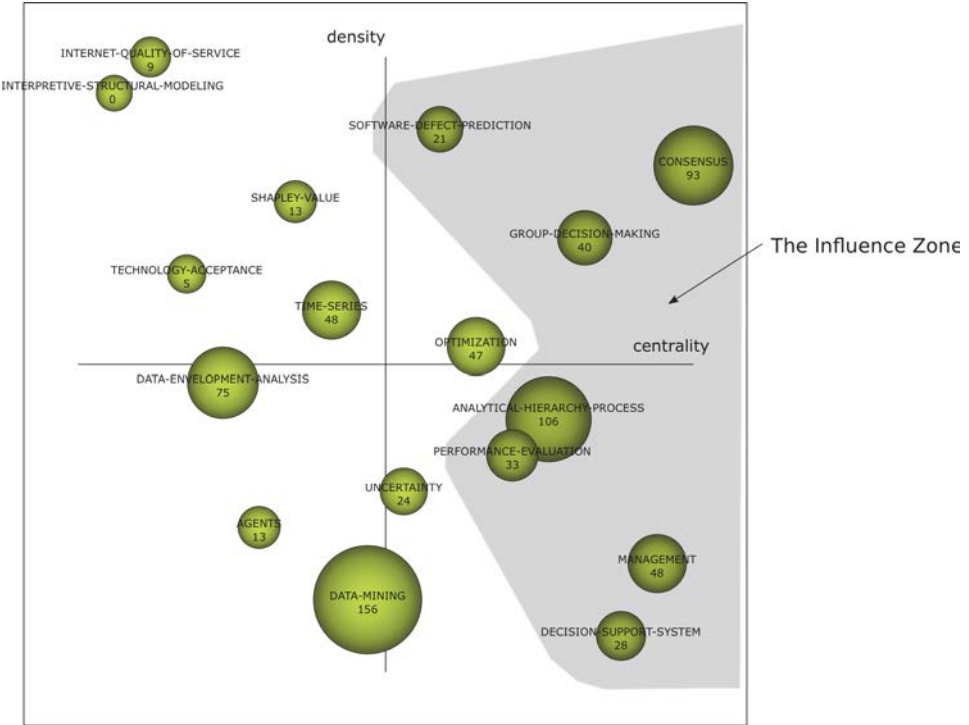 density
INTERNET-QUALITY-OF-SERVICE
9
INTERPRETIVE-STRUCTURAL-MODELING
0
SOFTWARE-DEFECT-PREDICTION
21
CONSENSUS
93
SHAPLEY-VALUE
13
GROUP-DECISION-MAKING
40
The Influence Zone
TECHNOLOGY-ACCEPTANCE
5
TIME-SERIES
48
OPTIMIZATION
47
centrality
DATA-ENVELOPMENT-ANALYSIS
75
ANALYTICAL-HIERARCHY-PROCESS
106
PERFORMANCE-EVALUATION
33
UNCERTAINTY
24
AGENTS
13
MANAGEMENT
48
DATA-MINING
156
DECISION-SUPPORT-SYSTEM
28